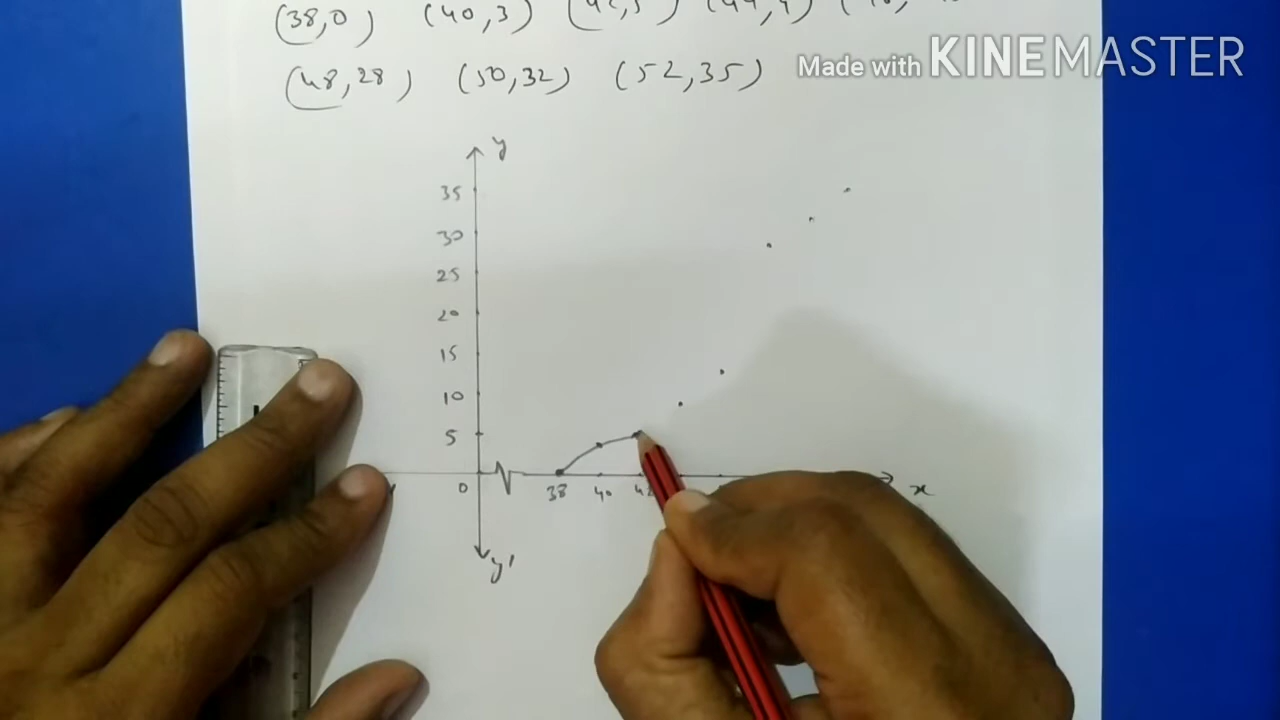 (38,0) (40,3)
(48,28) (50,32) (52,35)
Made with KINEMASTER
y
35
30
25
20
15
10
5
0 38 40 x
y'